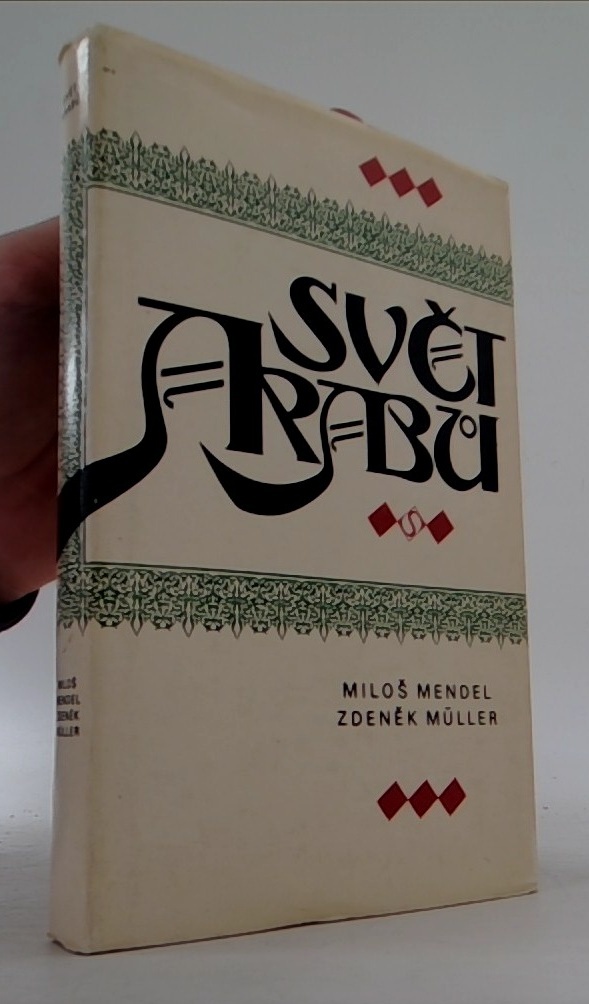 SVĚT
ARABŮ
S
MILOŠ MENDEL
ZDENĚK MÜLLER
MILOŠ
MENDEL
ZDENĚK
MÜLLER